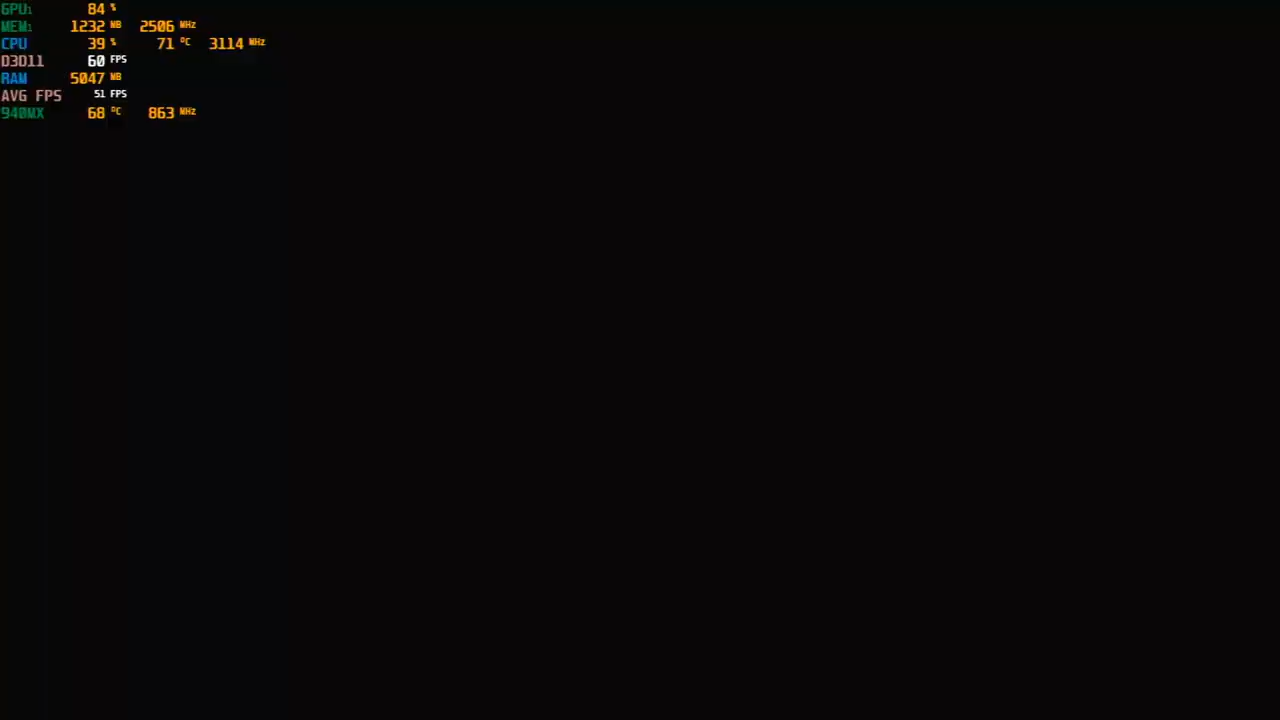 GPU1 84 %
MEM1 1232 MB 2506 MHz
CPU 39 % 71 °C 3114 MHz
D3D11 60 FPS
RAM 5047 MB
AVG FPS 51 FPS
940MX 68 °C 863 MHz